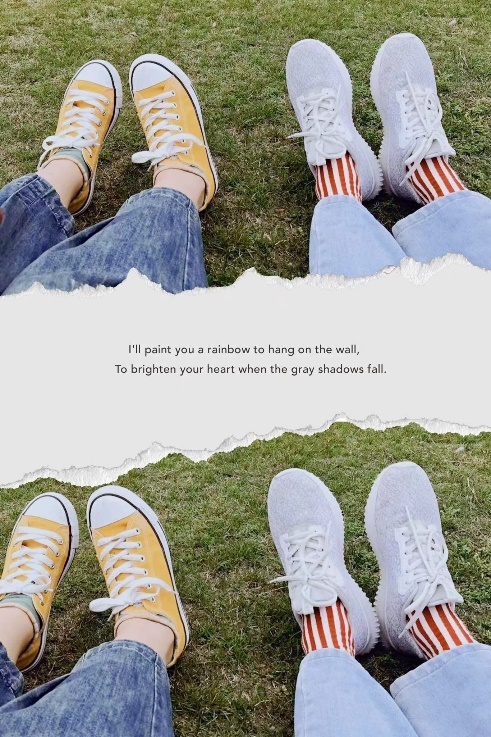 I'll paint you a rainbow to hang on the wall,
To brighten your heart when the gray shadows fall.